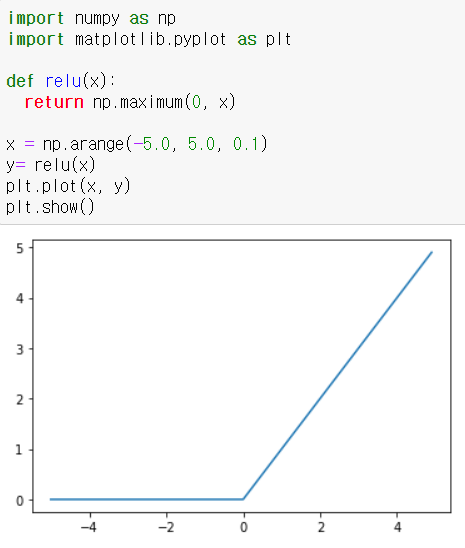 import numpy as np
import matplotlib.pyplot as plt

def relu(x):
  return np.maximum(0, x)

x = np.arange(-5.0, 5.0, 0.1)
y= relu(x)
plt.plot(x, y)
plt.show()
5
4
3
2
1
0
−4 −2 0 2 4